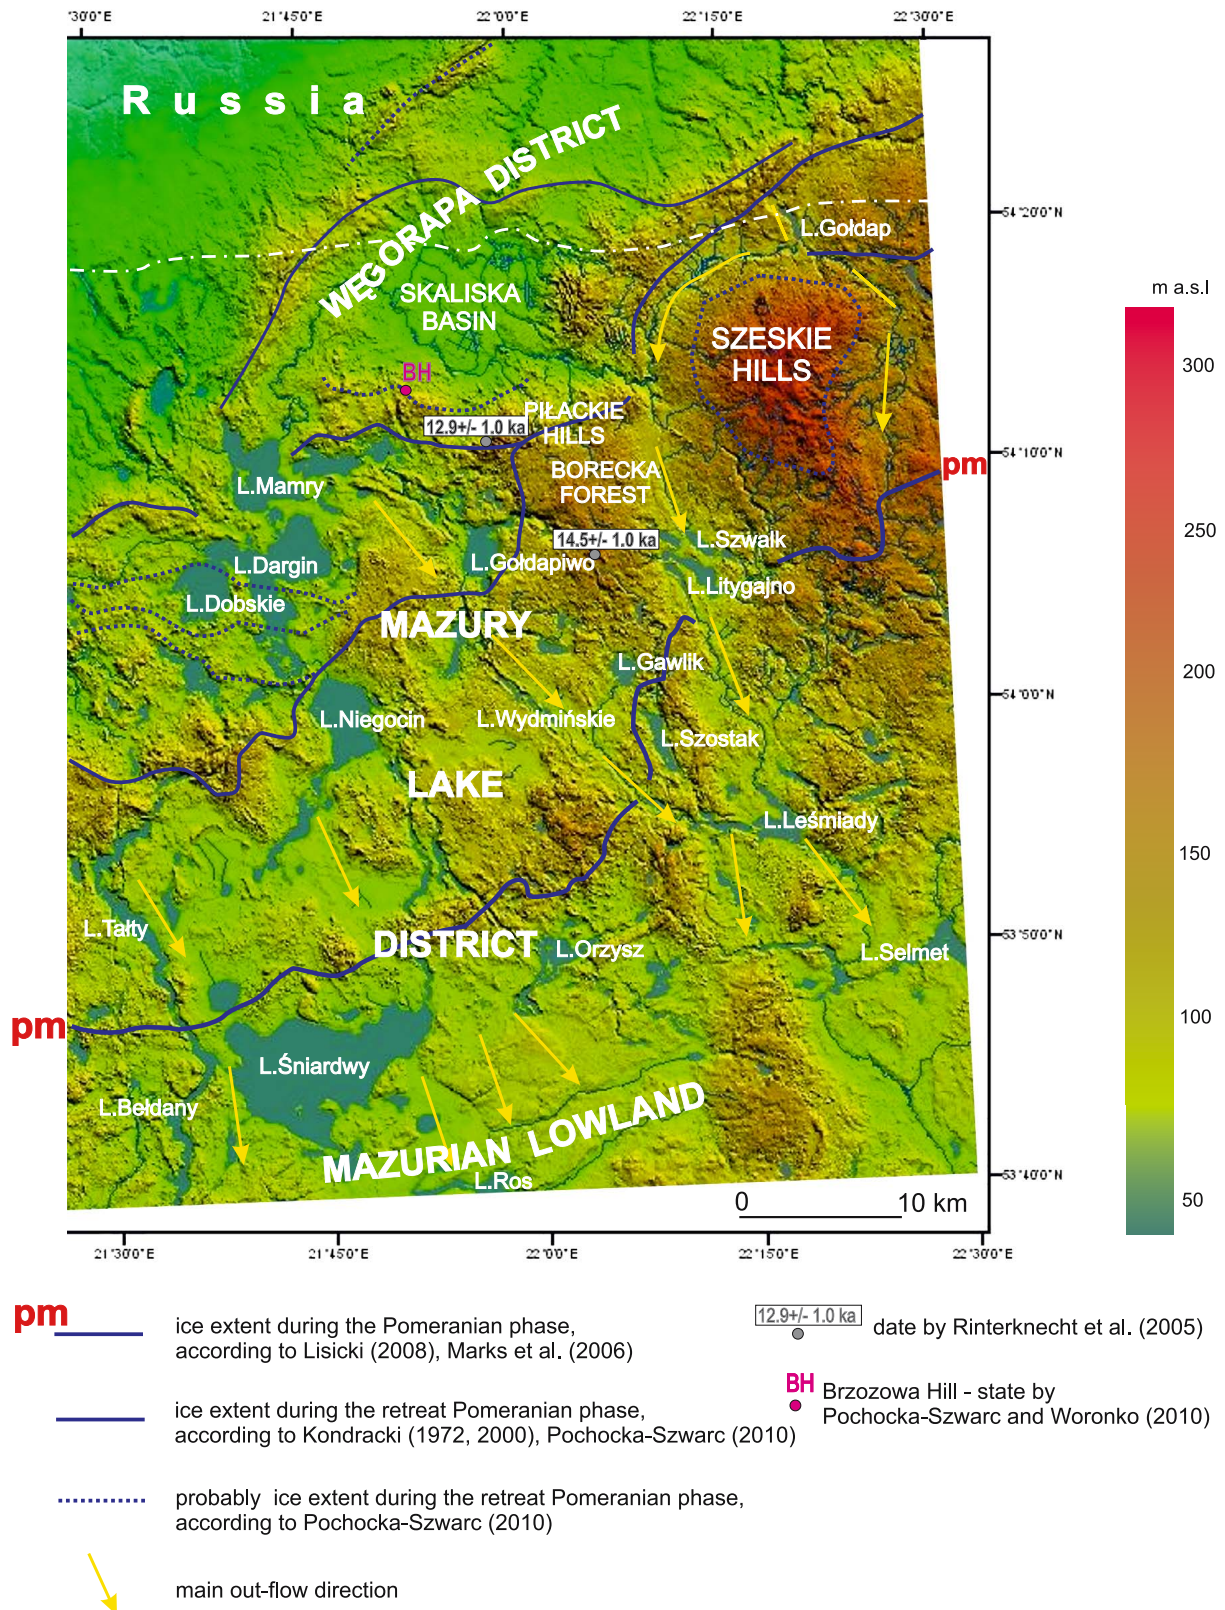 30'0"E 21°45'0"E 22°0'0"E 22°15'0"E 22°30'0"E
Russia
WĘGORAPA DISTRICT
54°20'0"N
L.Gołdap
SKALISKA
BASIN
m a.s.l
300
SZESKIE
HILLS
BH
PIŁACKIE
HILLS
12.9+/- 1.0 ka
54°10'0"N
pm
BORECKA
FOREST
L.Mamry
250
14.5+/- 1.0 ka
L.Szwałk
L.Dargin
L.Gołdapiwo
L.Litygajno
L.Dobskie
MAZURY
L.Gawlik
200
54°0'0"N
L.Niegocin
L.Wydmińskie
L.Szostak
LAKE
L.Leśmiady
150
L.Tałty
DISTRICT
L.Orzysz
L.Selmet
53°50'0"N
100
pm
L.Śniardwy
L.Bełdany
MAZURIAN LOWLAND
L.Ros
53°40'0"N
0 10 km
50
21°30'0"E 21°45'0"E 22°0'0"E 22°15'0"E 22°30'0"E
pm
ice extent during the Pomeranian phase,
according to Lisicki (2008), Marks et al. (2006)
ice extent during the retreat Pomeranian phase,
according to Kondracki (1972, 2000), Pochocka-Szwarc (2010)
probably ice extent during the retreat Pomeranian phase,
according to Pochocka-Szwarc (2010)
main out-flow direction
12.9+/- 1.0 ka
date by Rinterknecht et al. (2005)
BH
Brzozowa Hill - state by
Pochocka-Szwarc and Woronko (2010)